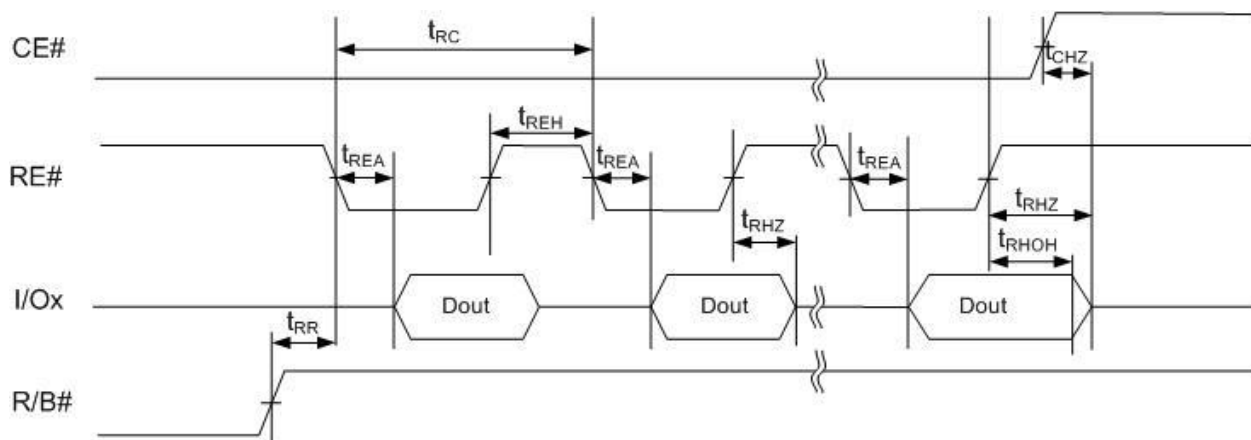 CE#
tRC
tCHZ
tREH
RE#
tREA
tREA
tREA
tRHZ
tRHZ
tRHOH
I/Ox
Dout
Dout
Dout
tRR
R/B#